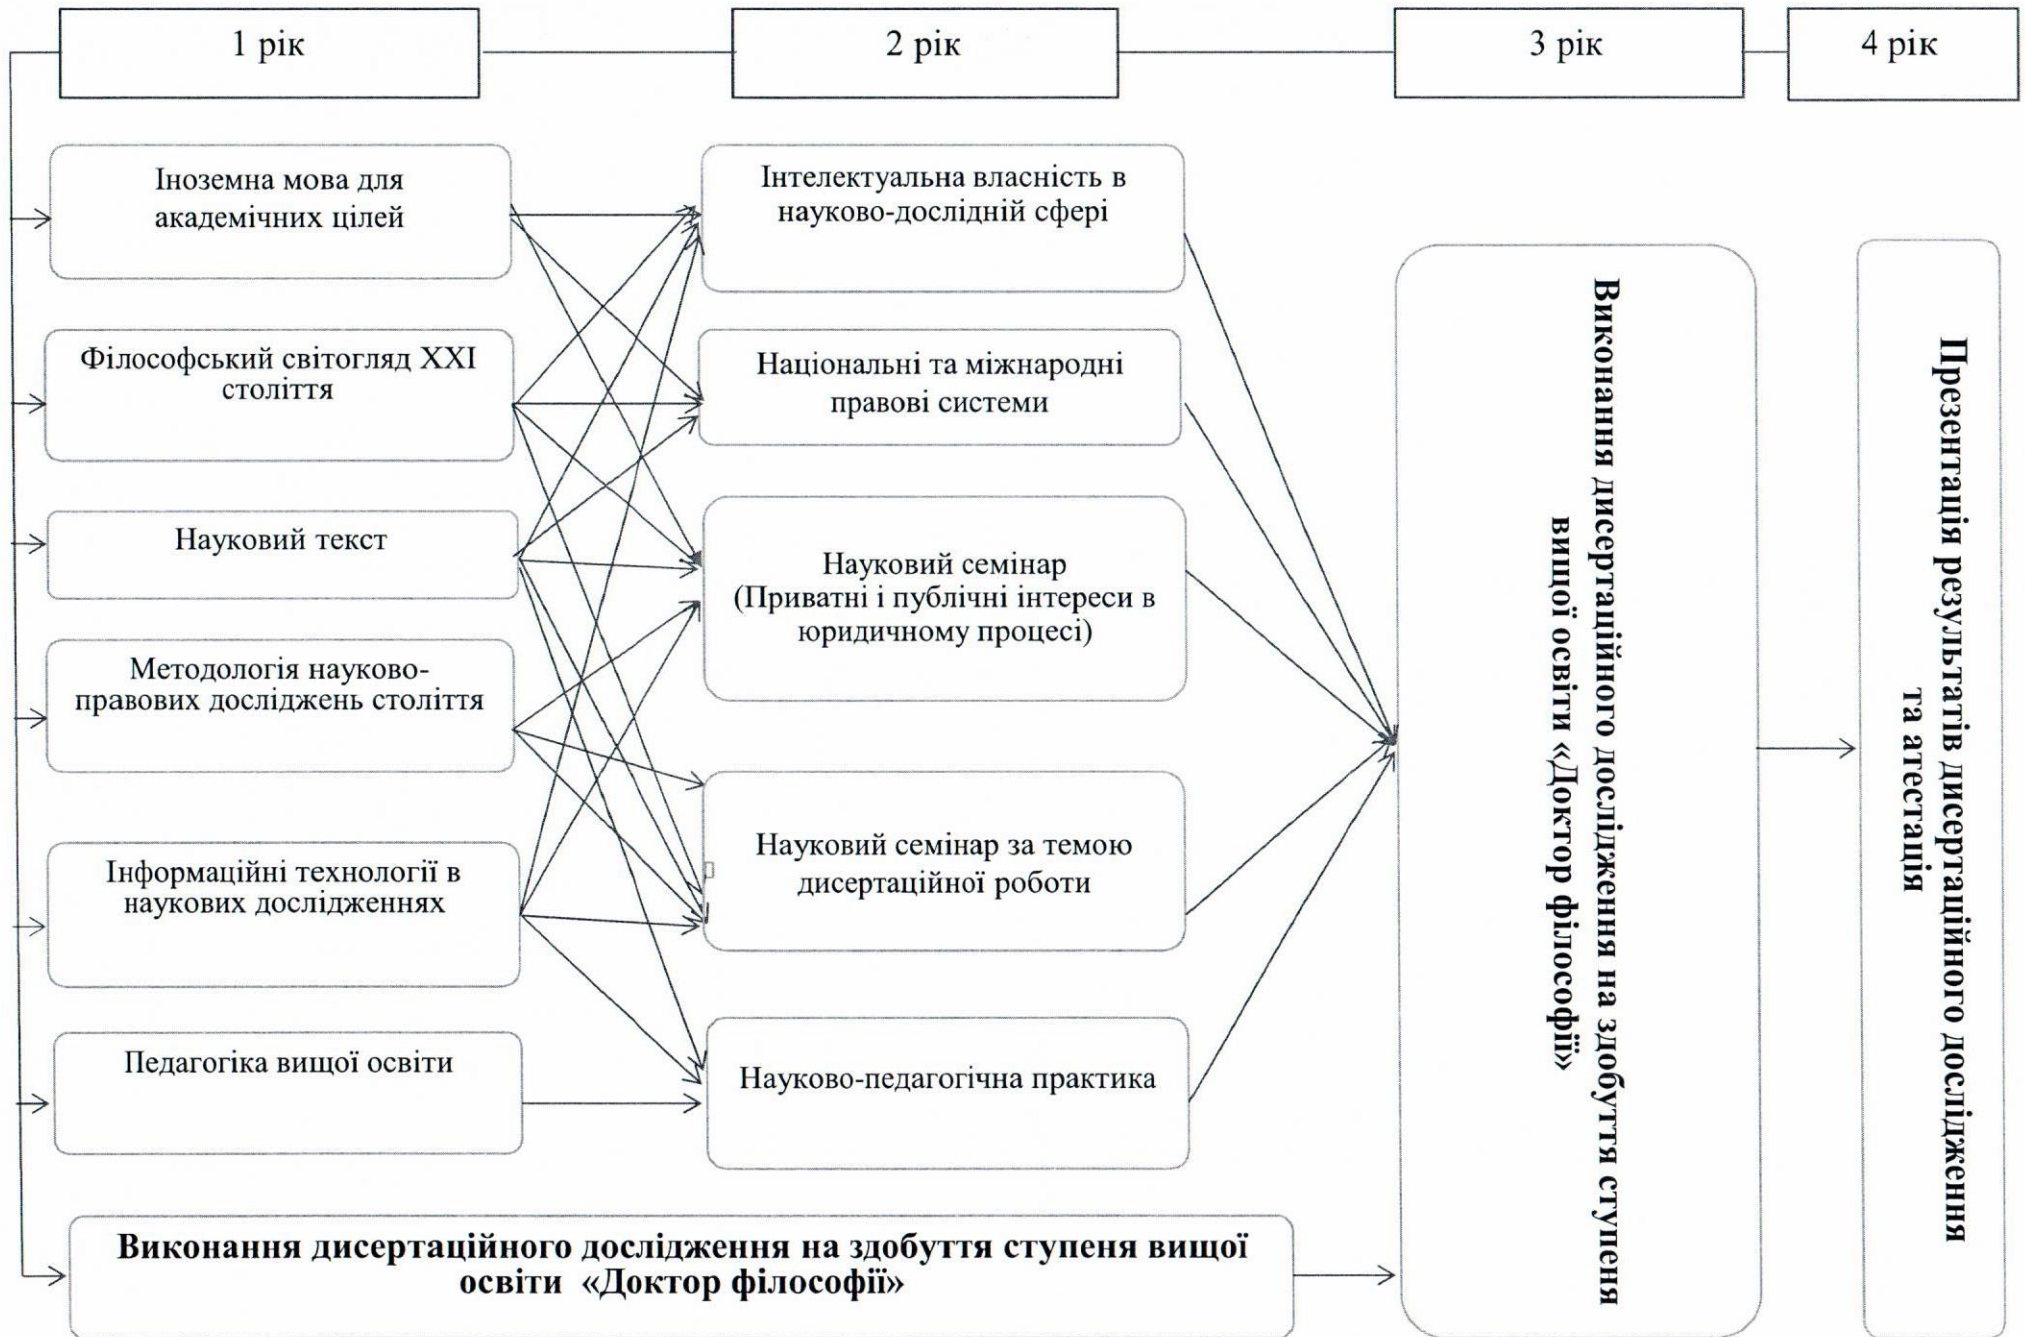 1 рік
2 рік
3 рік
4 рік
Іноземна мова для
академічних цілей
Філософський світогляд ХХІ
століття
Науковий текст
Методологія науково-
правових досліджень століття
Інформаційні технології в
наукових дослідженнях
Педагогіка вищої освіти
Інтелектуальна власність в
науково-дослідній сфері
Національні та міжнародні
правові системи
Науковий семінар
(Приватні і публічні інтереси в
юридичному процесі)
Науковий семінар за темою
дисертаційної роботи
Науково-педагогічна практика
Виконання дисертаційного дослідження на здобуття ступеня вищої
освіти «Доктор філософії»
Виконання дисертаційного дослідження на здобуття ступеня
вищої освіти «Доктор філософії»
Презентація результатів дисертаційного дослідження
та атестація